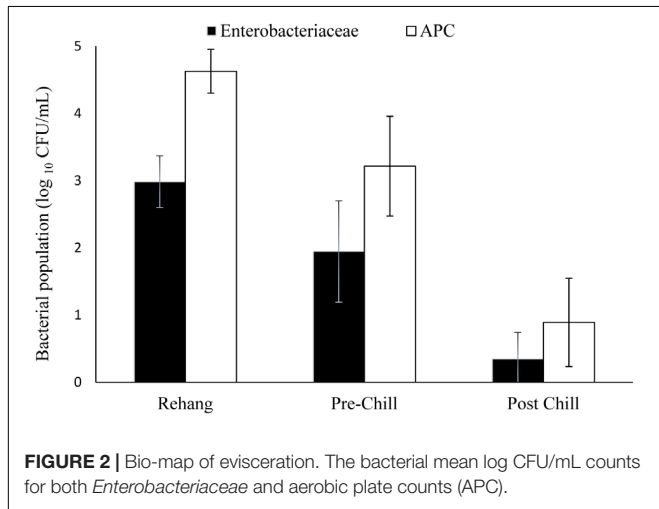 Enterobacteriaceae APC
Bacterial population (log 10 CFU/mL)
5
4
3
2
1
0
Rehang Pre-Chill Post Chill
FIGURE 2 | Bio-map of evisceration. The bacterial mean log CFU/mL counts
for both Enterobacteriaceae and aerobic plate counts (APC).